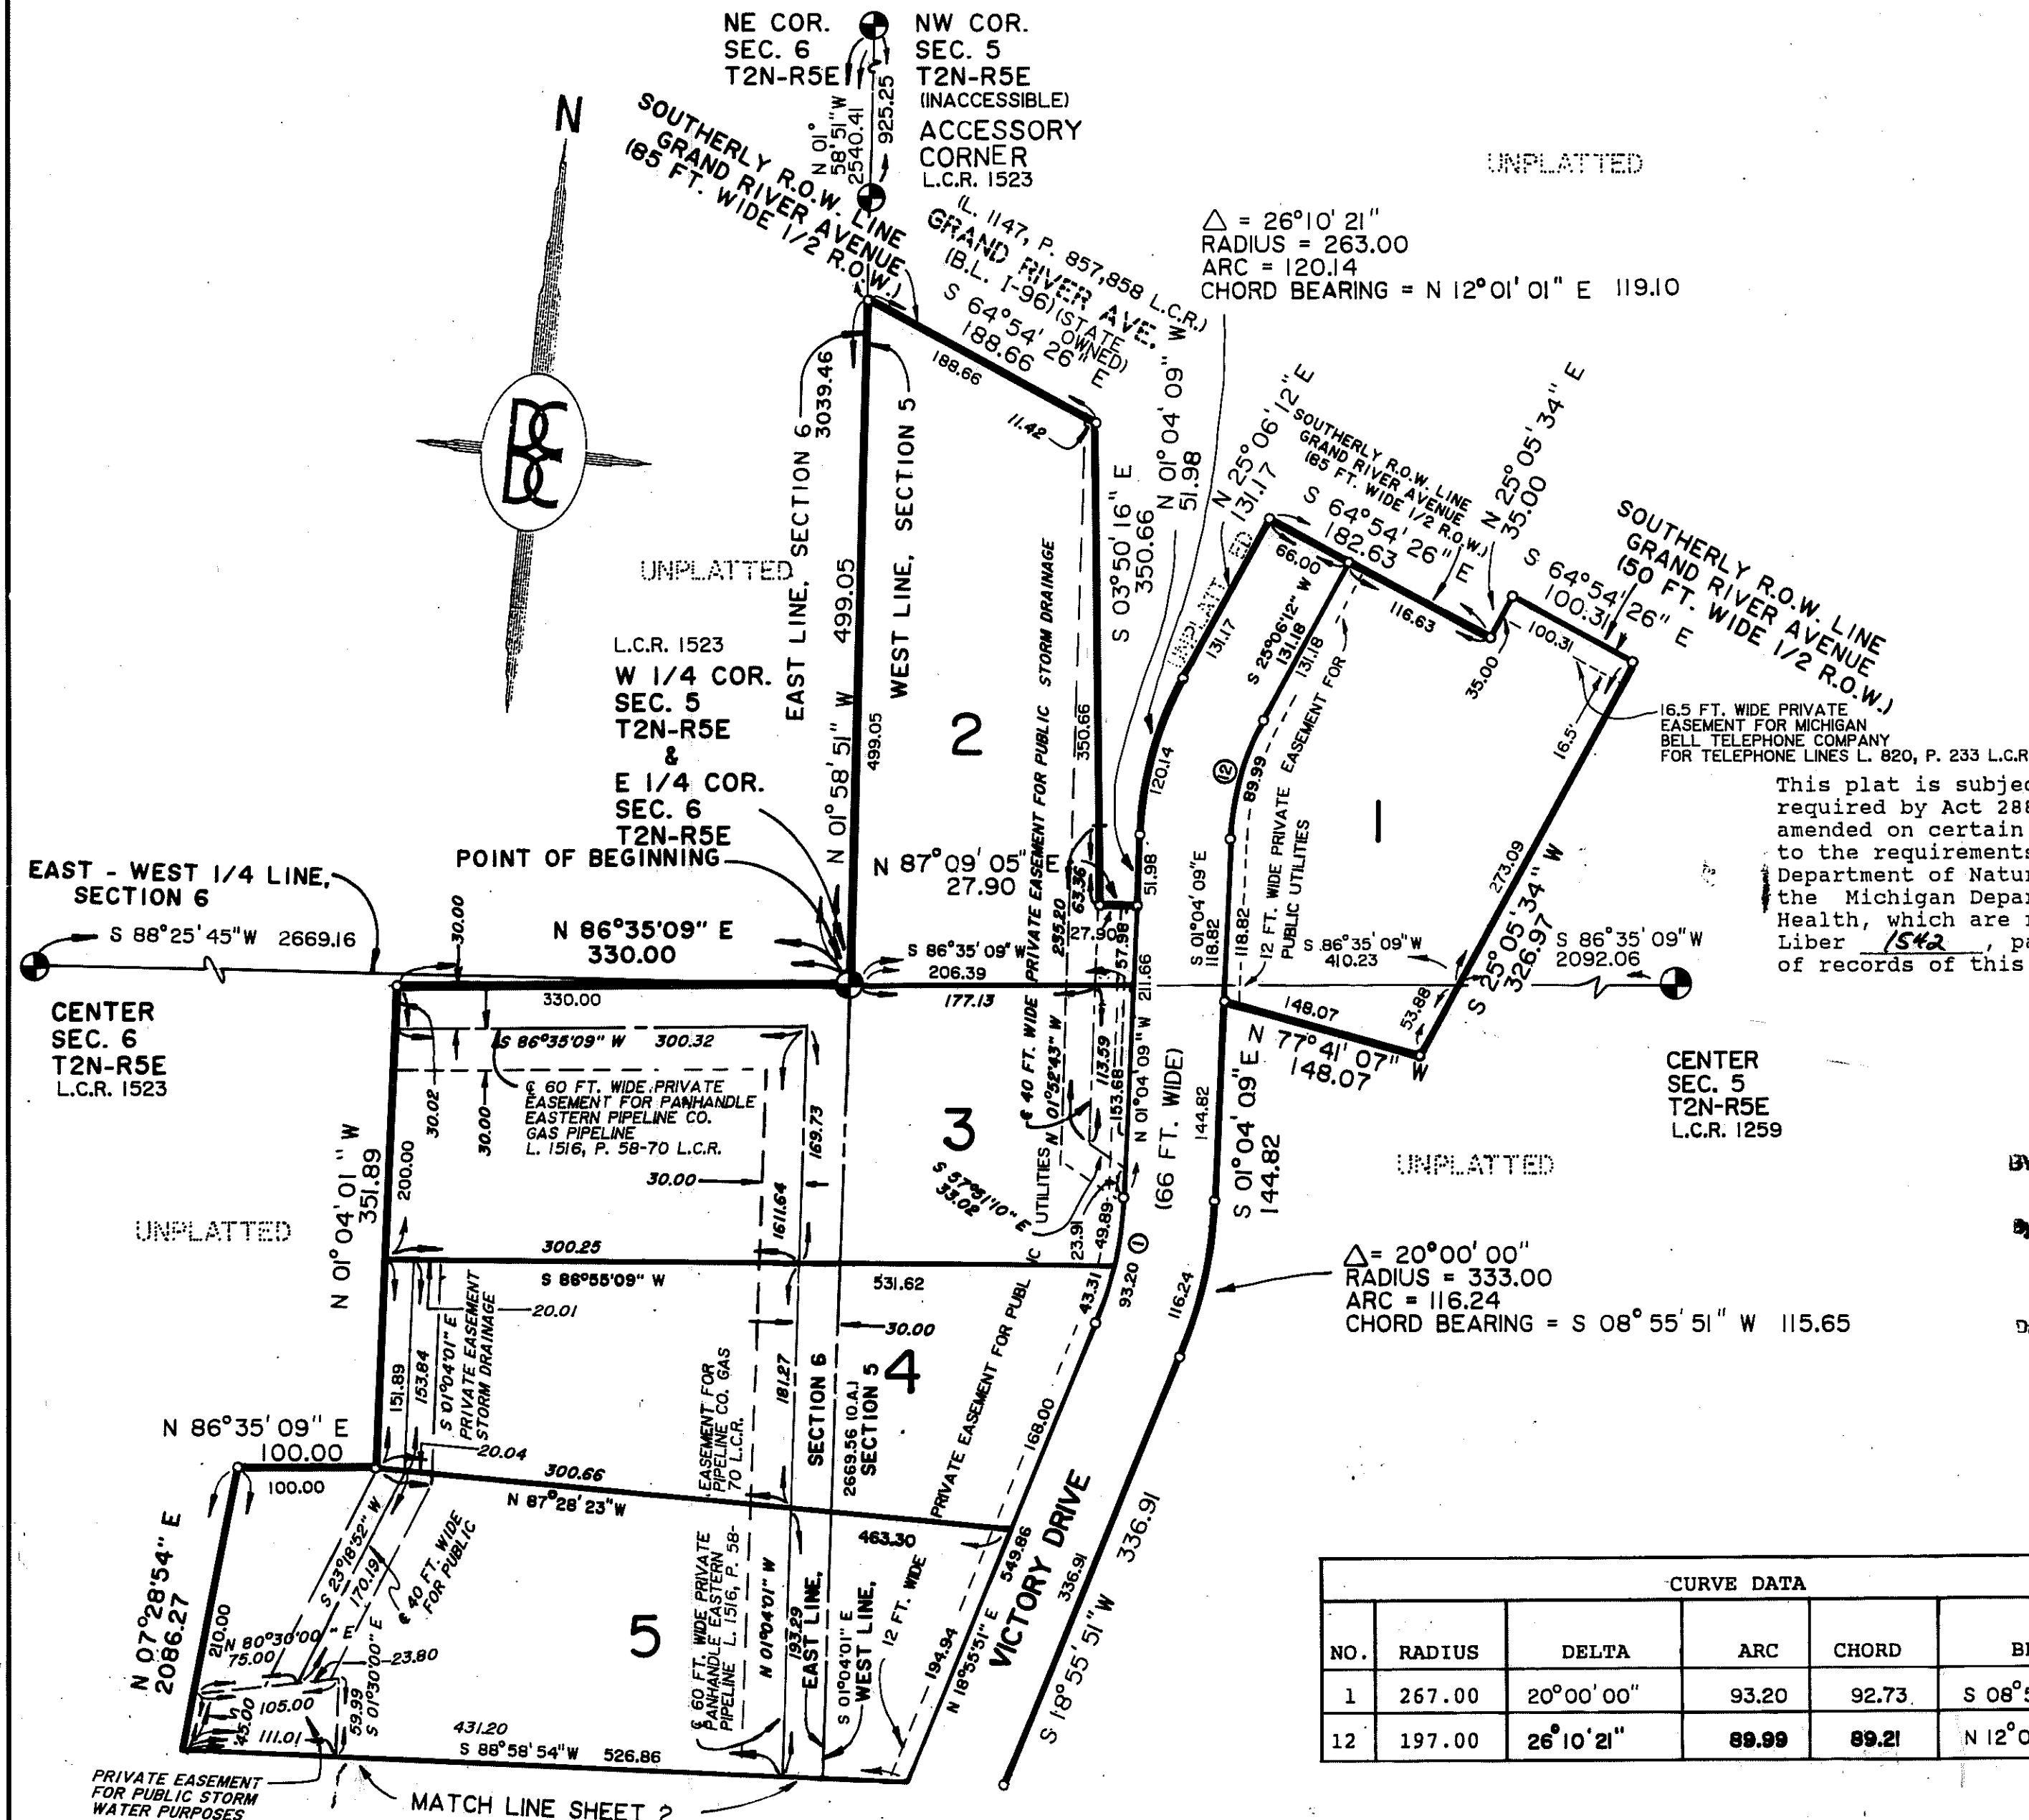 NE COR.
SEC. 6
T2N-R5E
NW COR.
SEC. 5
T2N-R5E
(INACCESSIBLE)
ACCESSORY
CORNER
L.C.R. 1523
N 01°
58'51"W
2540.41
925.25
N
SOUTHERLY R.O.W. LINE
GRAND RIVER AVENUE
(85 FT. WIDE 1/2 R.O.W.)
(L. 1147, P. 857,858 L.C.R.)
GRAND RIVER AVE.
(B.L. I-96)(STATE OWNED)
S 64°54'26" E
188.66
188.66
11.42
UNPLATTED
△ = 26°10'21"
RADIUS = 263.00
ARC = 120.14
CHORD BEARING = N 12°01'01" E 119.10
EAST LINE, SECTION 6
3039.46
WEST LINE, SECTION 5
N 01°58'51" W 499.05
499.05
UNPLATTED
2
S 03°50'16" E
350.66
350.66
N 01°04'09" W
51.98
N 25°06'12" E
131.17
UNPLATTED
131.17
120.14
51.98
SOUTHERLY R.O.W. LINE
GRAND RIVER AVENUE
(85 FT. WIDE 1/2 R.O.W.)
S 64°54'26" E
182.63
66.00
116.63
N 25°05'34" E
35.00
35.00
S 64°54'26" E
100.31
100.31
SOUTHERLY R.O.W. LINE
GRAND RIVER AVENUE
(50 FT. WIDE 1/2 R.O.W.)
16.5'
16.5 FT. WIDE PRIVATE
EASEMENT FOR MICHIGAN
BELL TELEPHONE COMPANY
FOR TELEPHONE LINES L. 820, P. 233 L.C.R
This plat is subjec
required by Act 288
amended on certain
to the requirements
Department of Natur
the Michigan Depar
Health, which are r
Liber 1542, pa
of records of this
S 25°06'12" W
131.18
131.18
12
89.99
1
12 FT. WIDE PRIVATE EASEMENT FOR
PUBLIC UTILITIES
S 01°04'09"E
118.82
118.82
S 86°35'09"W
410.23
273.09
S 25°05'34" W
326.97
53.88
S 86°35'09"W
2092.06
148.07
N 77°41'07" W
148.07
CENTER
SEC. 5
T2N-R5E
L.C.R. 1259
L.C.R. 1523
W 1/4 COR.
SEC. 5
T2N-R5E
&
E 1/4 COR.
SEC. 6
T2N-R5E
POINT OF BEGINNING
EAST - WEST 1/4 LINE,
SECTION 6
S 88°25'45"W 2669.16
30.00
N 86°35'09" E
330.00
330.00
CENTER
SEC. 6
T2N-R5E
L.C.R. 1523
N 87°09'05" E
27.90
27.90
63.36
235.20
57.98
211.66
S 86°35'09"W
206.39
177.13
℄ 40 FT. WIDE PRIVATE EASEMENT FOR PUBLIC STORM DRAINAGE
N 01°52'43" W
113.59
153.68
N 01°04'09" W
S 86°35'09" W 300.32
30.02
30.00
℄ 60 FT. WIDE PRIVATE
EASEMENT FOR PANHANDLE
EASTERN PIPELINE CO.
GAS PIPELINE
L. 1516, P. 58-70 L.C.R.
30.00
169.73
1611.64
3
S 57°51'10" E
33.02
UTILITIES
(66 FT. WIDE)
144.82
S 01°04'09" E
144.82
UNPLATTED
N 01°04'01" W
351.89
200.00
UNPLATTED
300.25
S 86°55'09" W
531.62
23.91
49.89
1
93.20
43.31
116.24
△= 20°00'00"
RADIUS = 333.00
ARC = 116.24
CHORD BEARING = S 08°55'51" W 115.65
20.01
151.89
153.84
S 01°04'01" E
PRIVATE EASEMENT
STORM DRAINAGE
20.04
30.00
4
181.27
SECTION 6
2669.56 (O.A.)
SECTION 5
EASEMENT FOR
PIPELINE CO. GAS
70 L.C.R.
PRIVATE EASEMENT FOR PUBLIC
168.00
N 86°35'09" E
100.00
100.00
300.66
N 87°28'23"W
463.30
N 07°28'54" E
2086.27
210.00
S 23°18'52" W
170.19
℄ 40 FT. WIDE
FOR PUBLIC
N 80°30'00" E
75.00
23.80
105.00
45.00
111.01
59.99
S 01°30'00" E
5
℄ 60 FT. WIDE PRIVATE
PANHANDLE EASTERN
PIPELINE L. 1516, P. 58-
N 01°04'01" W
193.29
EAST LINE,
S 01°04'01" E
WEST LINE,
12 FT. WIDE
194.94
N 18°55'51" E
549.86
VICTORY DRIVE
336.91
S 18°55'51" W 336.91
431.20
S 88°58'54"W 526.86
PRIVATE EASEMENT
FOR PUBLIC STORM
WATER PURPOSES
MATCH LINE SHEET 2
CURVE DATA
NO. RADIUS DELTA ARC CHORD
1 267.00 20°00'00" 93.20 92.73 S 08°
12 197.00 26°10'21" 89.99 89.21 N 12°